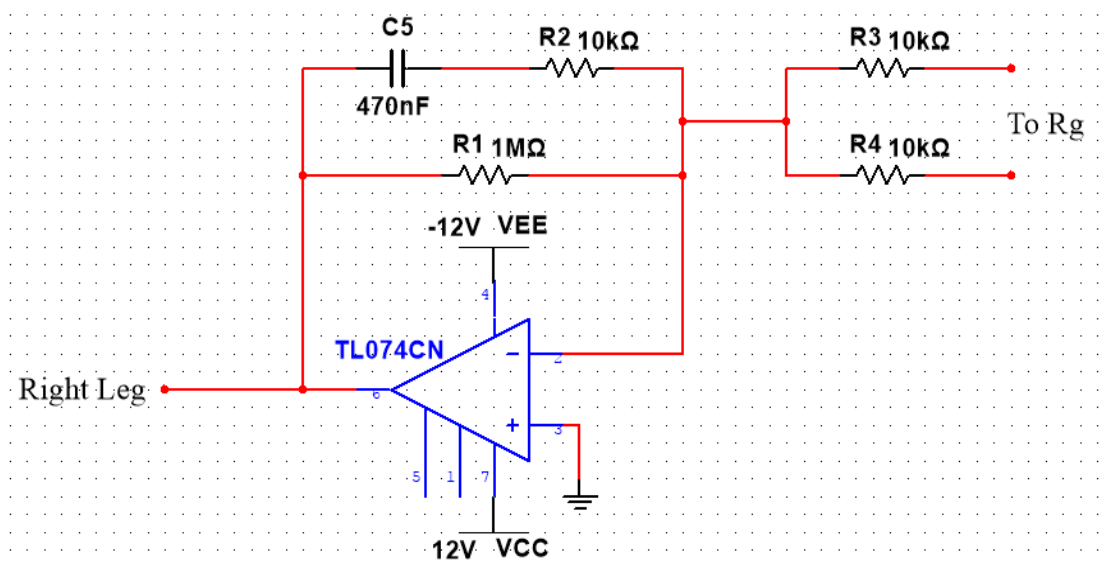 C5
470nF
R2 10kΩ
R3 10kΩ
To Rg
R1 1MΩ
R4 10kΩ
-12V VEE
4
TL074CN
2
Right Leg
6
3
5 1 7
12V VCC